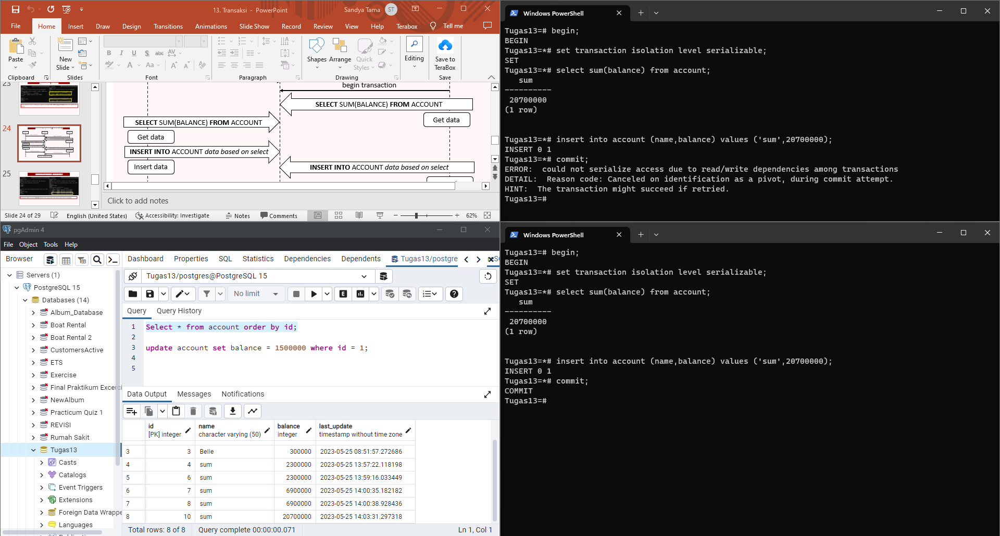 13. Transaksi - PowerPoint
Sandya Tama
ST
File
Home
Insert
Draw
Design
Transitions
Animations
Slide Show
Record
Review
View
Help
Terabox
Tell me
Paste
New
Slide
B I U S abc AV
A Aa A A
Shapes
Arrange
Quick
Styles
Editing
Save to
TeraBox
Clipboard
Slides
Font
Paragraph
Drawing
Save
23
24
25
begin transaction
SELECT SUM(BALANCE) FROM ACCOUNT
Get data
SELECT SUM(BALANCE) FROM ACCOUNT
Get data
INSERT INTO ACCOUNT data based on select
Insert data
INSERT INTO ACCOUNT data based on select
Click to add notes
Slide 24 of 29
English (United States)
Accessibility: Investigate
Notes
Comments
62%
Windows PowerShell
Tugas13=# begin;
BEGIN
Tugas13=*# set transaction isolation level serializable;
SET
Tugas13=*# select sum(balance) from account;
sum
----------
20700000
(1 row)
Tugas13=*# insert into account (name,balance) values ('sum',20700000);
INSERT 0 1
Tugas13=*# commit;
ERROR:  could not serialize access due to read/write dependencies among transactions
DETAIL:  Reason code: Canceled on identification as a pivot, during commit attempt.
HINT:  The transaction might succeed if retried.
Tugas13=#
pgAdmin 4
File
Object
Tools
Help
Browser
Dashboard
Properties
SQL
Statistics
Dependencies
Dependents
Tugas13/postgre
Servers (1)
PostgreSQL 15
Databases (14)
Album_Database
Boat Rental
Boat Rental 2
CustomersActive
ETS
Exercise
Final Praktikum Excerci
NewAlbum
Practicum Quiz 1
REVISI
Rumah Sakit
Tugas13
Casts
Catalogs
Event Triggers
Extensions
Foreign Data Wrappe
Languages
Tugas13/postgres@PostgreSQL 15
No limit
E
Query
Query History
1 Select * from account order by id;
2
3 update account set balance = 1500000 where id = 1;
4
5
Data Output
Messages
Notifications
id
[PK] integer
name
character varying (50)
balance
integer
last_update
timestamp without time zone
3 3 Belle 300000 2023-05-25 08:51:57.272686
4 4 sum 2300000 2023-05-25 13:57:22.118198
5 6 sum 2300000 2023-05-25 13:59:16.033449
6 7 sum 6900000 2023-05-25 14:00:35.182182
7 8 sum 6900000 2023-05-25 14:00:38.928436
8 10 sum 20700000 2023-05-25 14:03:31.297318
Total rows: 8 of 8
Query complete 00:00:00.071
Ln 1, Col 1
Windows PowerShell
Tugas13=# begin;
BEGIN
Tugas13=*# set transaction isolation level serializable;
SET
Tugas13=*# select sum(balance) from account;
sum
----------
20700000
(1 row)
Tugas13=*# insert into account (name,balance) values ('sum',20700000);
INSERT 0 1
Tugas13=*# commit;
COMMIT
Tugas13=#